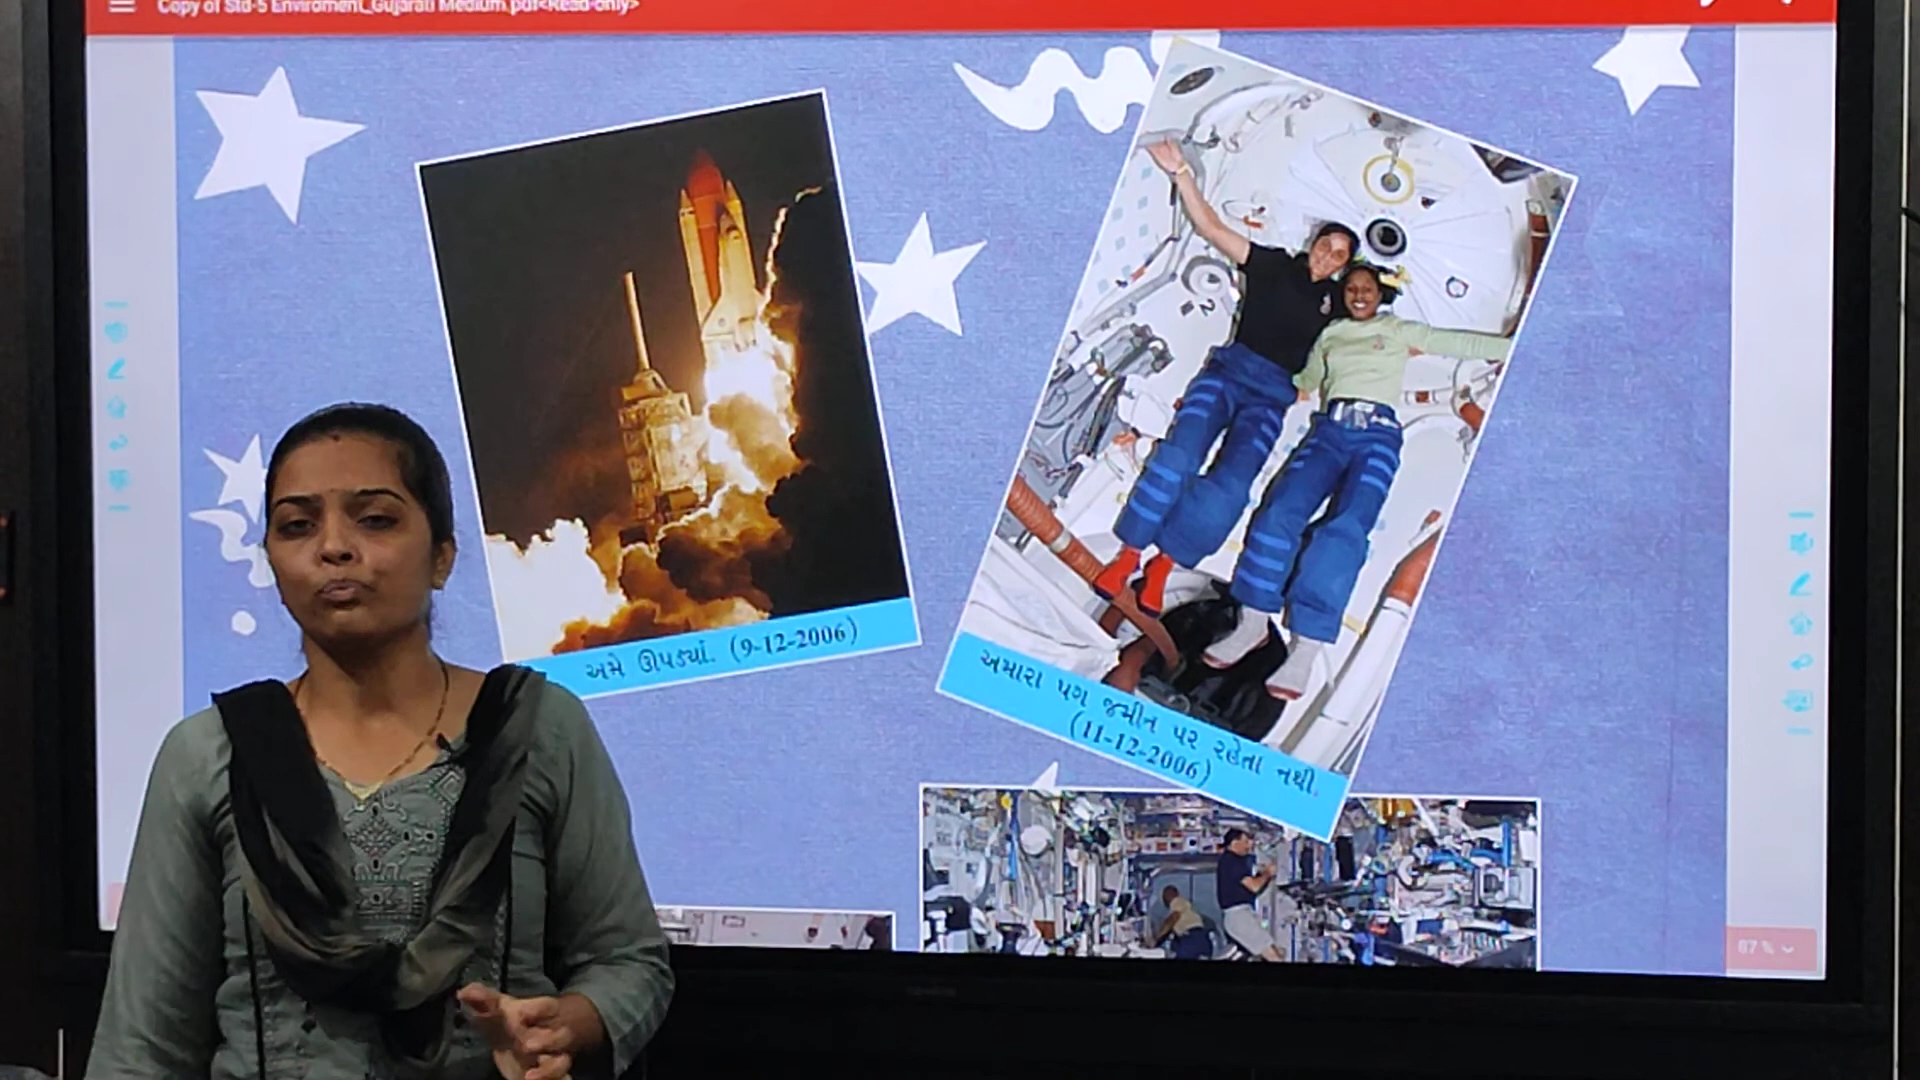 Copy of Std-5 Enviroment_Gujarati Medium.pdf<Read-only>
અમે ઊપડ્યાં. (9-12-2006)
અમારા પગ જમીન પર રહેતા નથી.
(11-12-2006)
2
87 %